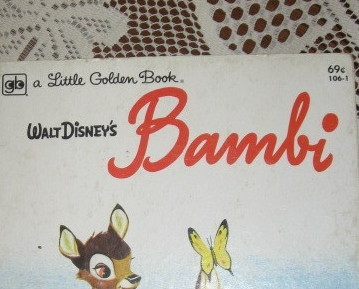 gb a Little Golden Book®
69¢
106-1
WALT DISNEY'S
Bambi